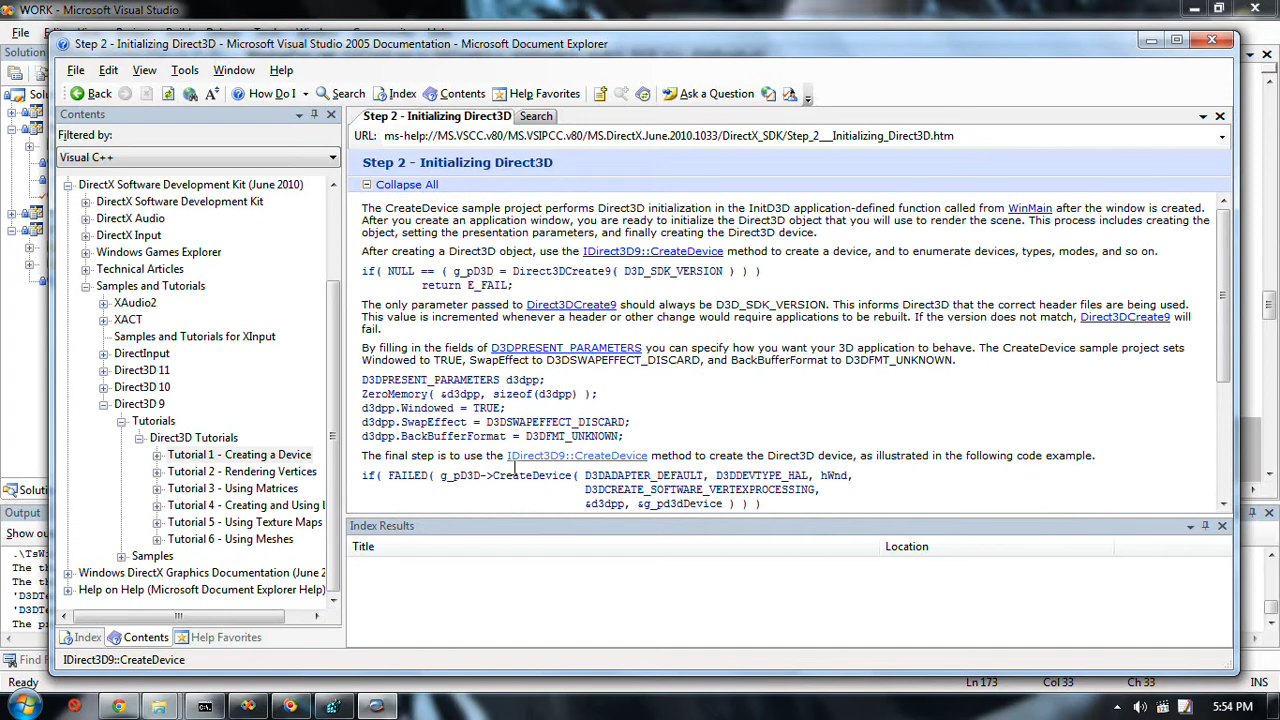 WORK - Microsoft Visual Studio
File
Step 2 - Initializing Direct3D - Microsoft Visual Studio 2005 Documentation - Microsoft Document Explorer
Solution
File Edit View Tools Window Help
Back How Do I Search Index Contents Help Favorites Ask a Question
Contents
Filtered by:
Visual C++
DirectX Software Development Kit (June 2010)
DirectX Software Development Kit
DirectX Audio
DirectX Input
Windows Games Explorer
Technical Articles
Samples and Tutorials
XAudio2
XACT
Samples and Tutorials for XInput
DirectInput
Direct3D 11
Direct3D 10
Direct3D 9
Tutorials
Direct3D Tutorials
Tutorial 1 - Creating a Device
Tutorial 2 - Rendering Vertices
Tutorial 3 - Using Matrices
Tutorial 4 - Creating and Using L
Tutorial 5 - Using Texture Maps
Tutorial 6 - Using Meshes
Samples
Windows DirectX Graphics Documentation (June 2
Help on Help (Microsoft Document Explorer Help)
Index Contents Help Favorites
Step 2 - Initializing Direct3D Search
URL: ms-help://MS.VSCC.v80/MS.VSIPCC.v80/MS.DirectX.June.2010.1033/DirectX_SDK/Step_2__Initializing_Direct3D.htm
Step 2 - Initializing Direct3D
Collapse All
The CreateDevice sample project performs Direct3D initialization in the InitD3D application-defined function called from WinMain after the window is created.
After you create an application window, you are ready to initialize the Direct3D object that you will use to render the scene. This process includes creating the
object, setting the presentation parameters, and finally creating the Direct3D device.
After creating a Direct3D object, use the IDirect3D9::CreateDevice method to create a device, and to enumerate devices, types, modes, and so on.
if( NULL == ( g_pD3D = Direct3DCreate9( D3D_SDK_VERSION ) ) )
return E_FAIL;
The only parameter passed to Direct3DCreate9 should always be D3D_SDK_VERSION. This informs Direct3D that the correct header files are being used.
This value is incremented whenever a header or other change would require applications to be rebuilt. If the version does not match, Direct3DCreate9 will
fail.
By filling in the fields of D3DPRESENT_PARAMETERS you can specify how you want your 3D application to behave. The CreateDevice sample project sets
Windowed to TRUE, SwapEffect to D3DSWAPEFFECT_DISCARD, and BackBufferFormat to D3DFMT_UNKNOWN.
D3DPRESENT_PARAMETERS d3dpp;
ZeroMemory( &d3dpp, sizeof(d3dpp) );
d3dpp.Windowed = TRUE;
d3dpp.SwapEffect = D3DSWAPEFFECT_DISCARD;
d3dpp.BackBufferFormat = D3DFMT_UNKNOWN;
The final step is to use the IDirect3D9::CreateDevice method to create the Direct3D device, as illustrated in the following code example.
if( FAILED( g_pD3D->CreateDevice( D3DADAPTER_DEFAULT, D3DDEVTYPE_HAL, hWnd,
D3DCREATE_SOFTWARE_VERTEXPROCESSING,
&d3dpp, &g_pd3dDevice ) ) )
Index Results
Title Location
IDirect3D9::CreateDevice
Solu
Soluti
Output
Show ou
.\TsWi
The th
The th
'D3DTe
'D3DTe
The pr
Find R
Ready Ln 173 Col 33 Ch 33 INS
5:54 PM